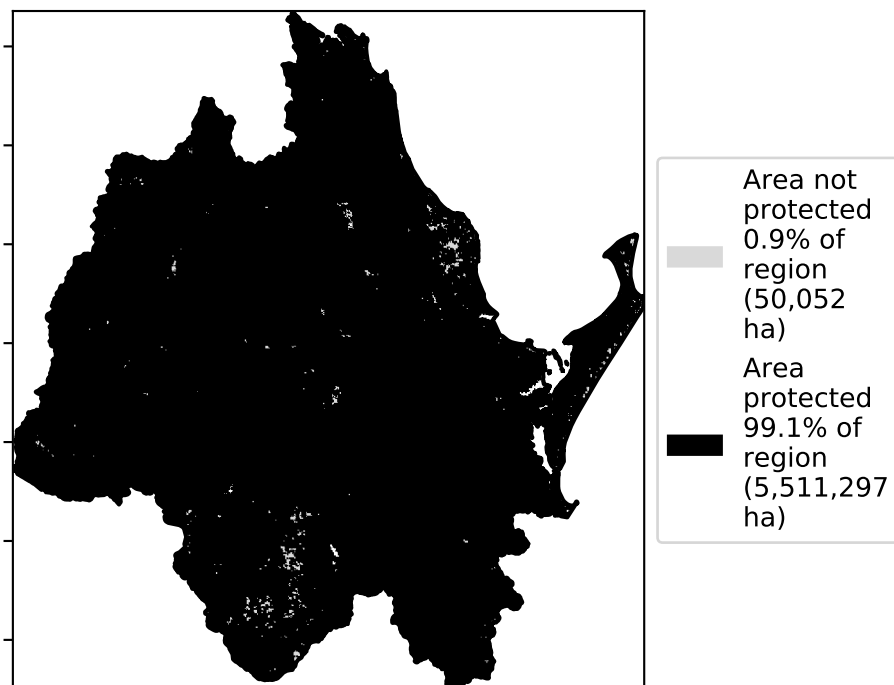 Area not
protected
0.9% of
region
(50,052
ha)
Area
protected
99.1% of
region
(5,511,297
ha)